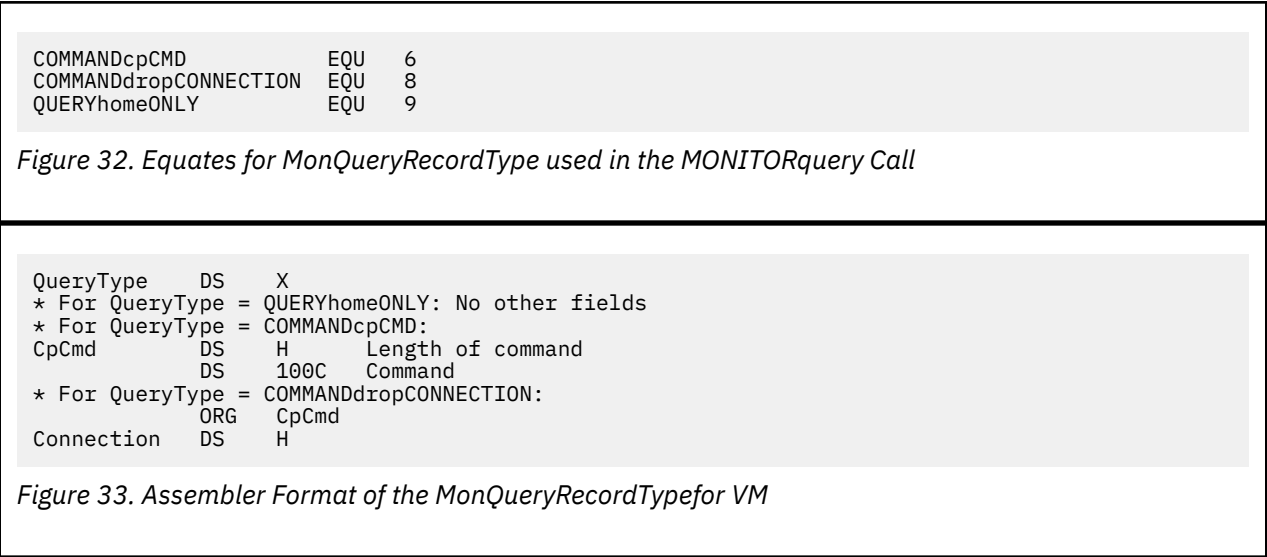 COMMANDcpCMD EQU 6
COMMANDdropCONNECTION EQU 8
QUERYhomeONLY EQU 9
Figure 32. Equates for MonQueryRecordType used in the MONITORquery Call
QueryType DS X
* For QueryType = QUERYhomeONLY: No other fields
* For QueryType = COMMANDcpCMD:
CpCmd DS H Length of command
DS 100C Command
* For QueryType = COMMANDdropCONNECTION:
ORG CpCmd
Connection DS H
Figure 33. Assembler Format of the MonQueryRecordTypefor VM